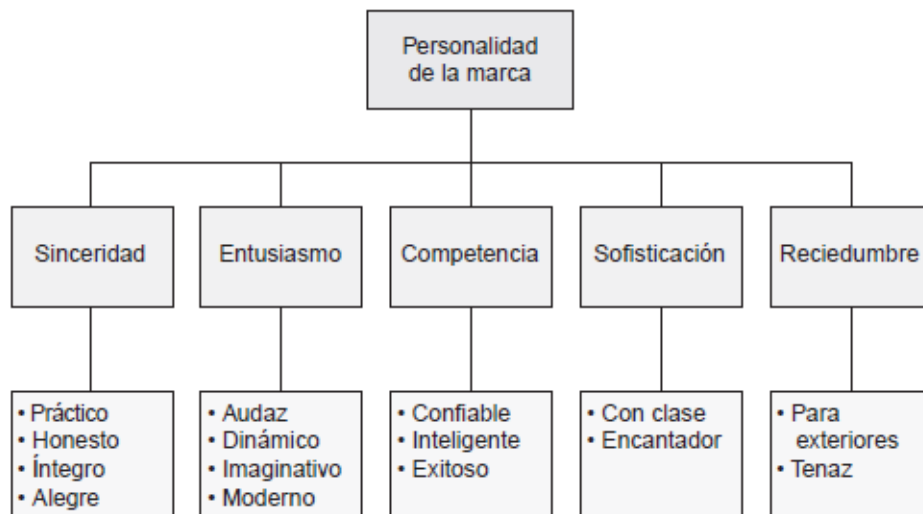 Personalidad
de la marca
Sinceridad
Entusiasmo
Competencia
Sofisticación
Reciedumbre
• Práctico
• Honesto
• Íntegro
• Alegre
• Audaz
• Dinámico
• Imaginativo
• Moderno
• Confiable
• Inteligente
• Exitoso
• Con clase
• Encantador
• Para
exteriores
• Tenaz